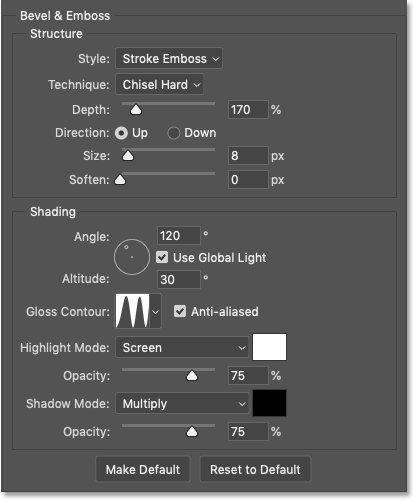 Bevel & Emboss
Structure
Style: Stroke Emboss
Technique: Chisel Hard
Depth: 170 %
Direction: Up Down
Size: 8 px
Soften: 0 px
Shading
Angle: 120 °
Use Global Light
Altitude: 30 °
Gloss Contour: Anti-aliased
Highlight Mode: Screen
Opacity: 75 %
Shadow Mode: Multiply
Opacity: 75 %
Make Default Reset to Default